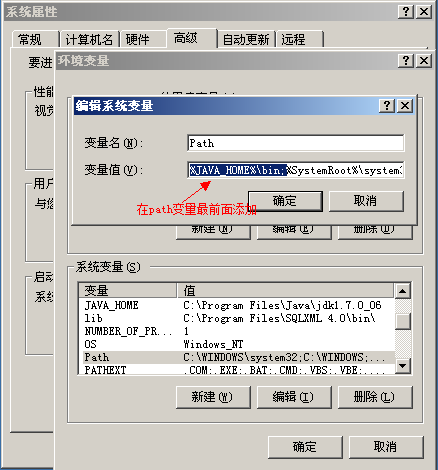 系统属性
常规 计算机名 硬件 高级 自动更新 远程
要进
环境变量
性能
视觉
编辑系统变量
变量名(N): Path
变量值(V): %JAVA_HOME%\bin;%SystemRoot%\system3
在path变量最前面添加
确定 取消
用户
与您
新建(N) 编辑(E) 删除(D)
启动
系统
系统变量(S)
变量 值
JAVA_HOME C:\Program Files\Java\jdk1.7.0_06
lib C:\Program Files\SQLXML 4.0\bin\
NUMBER_OF_PR... 1
OS Windows_NT
Path C:\WINDOWS\system32;C:\WINDOWS;...
PATHEXT .COM;.EXE;.BAT;.CMD;.VBS;.VBE;...
新建(W) 编辑(I) 删除(L)
确定 取消